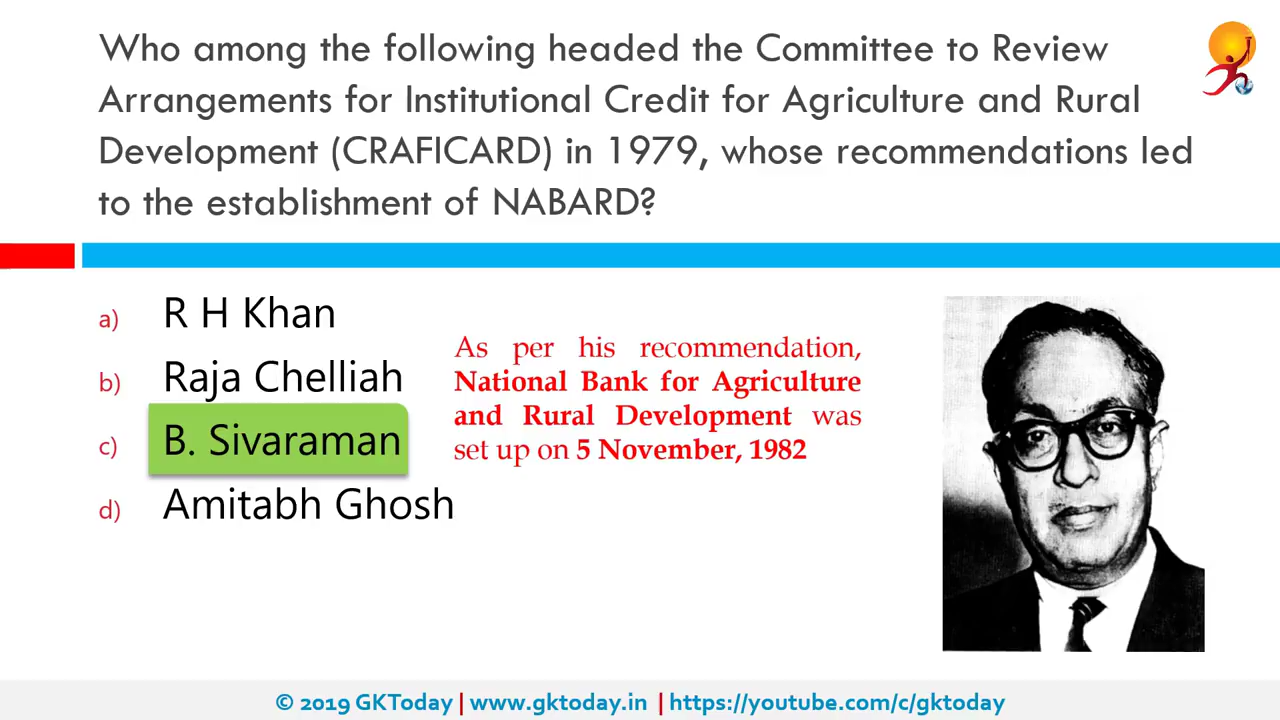 Who among the following headed the Committee to Review
Arrangements for Institutional Credit for Agriculture and Rural
Development (CRAFICARD) in 1979, whose recommendations led
to the establishment of NABARD?
a) R H Khan
b) Raja Chelliah
c) B. Sivaraman
d) Amitabh Ghosh
As per his recommendation,
National Bank for Agriculture
and Rural Development was
set up on 5 November, 1982
© 2019 GKToday | www.gktoday.in | https://youtube.com/c/gktoday